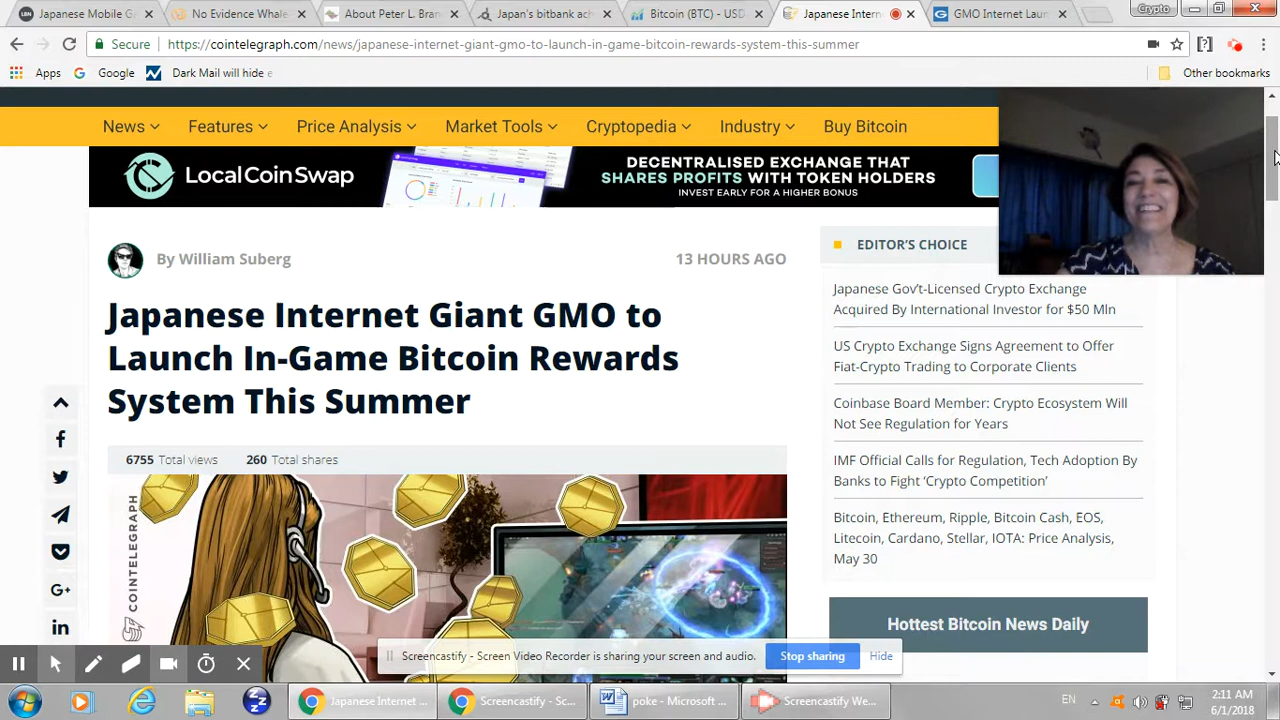 Japanese Mobile Ga
No Evidence Whale
About Peter L. Bran
Japan's bitbank ach
Bitcoin (BTC) - USD
Japanese Inter
GMO Internet Laun
Crypto
Secure
https://cointelegraph.com/news/japanese-internet-giant-gmo-to-launch-in-game-bitcoin-rewards-system-this-summer
Apps
Google
Dark Mail will hide e
Other bookmarks
News
Features
Price Analysis
Market Tools
Cryptopedia
Industry
Buy Bitcoin
LocalCoinSwap
DECENTRALISED EXCHANGE THAT
SHARES PROFITS WITH TOKEN HOLDERS
INVEST EARLY FOR A HIGHER BONUS
By William Suberg
13 HOURS AGO
Japanese Internet Giant GMO to
Launch In-Game Bitcoin Rewards
System This Summer
6755 Total views
260 Total shares
COINTELEGRAPH
EDITOR'S CHOICE
Japanese Gov't-Licensed Crypto Exchange
Acquired By International Investor for $50 Mln
US Crypto Exchange Signs Agreement to Offer
Fiat-Crypto Trading to Corporate Clients
Coinbase Board Member: Crypto Ecosystem Will
Not See Regulation for Years
IMF Official Calls for Regulation, Tech Adoption By
Banks to Fight 'Crypto Competition'
Bitcoin, Ethereum, Ripple, Bitcoin Cash, EOS,
Litecoin, Cardano, Stellar, IOTA: Price Analysis,
May 30
Hottest Bitcoin News Daily
Screencastify - Screen Video Recorder is sharing your screen and audio.
Stop sharing
Hide
Japanese Internet ...
Screencastify - Sc...
poke - Microsoft ...
Screencastify We...
EN
2:11 AM
6/1/2018